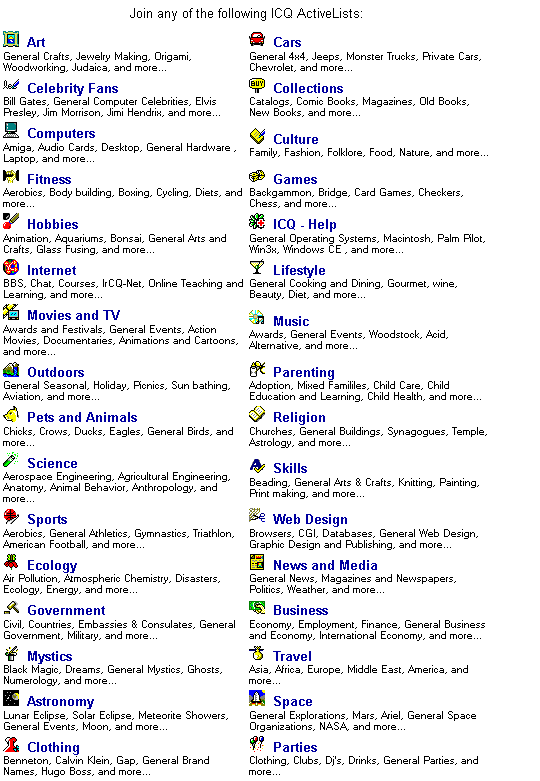 Join any of the following ICQ ActiveLists:
Art
General Crafts, Jewelry Making, Origami,
Woodworking, Judaica, and more...
Cars
General 4x4, Jeeps, Monster Trucks, Private Cars,
Chevrolet, and more...
Celebrity Fans
Bill Gates, General Computer Celebrities, Elvis
Presley, Jim Morrison, Jimi Hendrix, and more...
BUY
Collections
Catalogs, Comic Books, Magazines, Old Books,
New Books, and more...
Computers
Amiga, Audio Cards, Desktop, General Hardware ,
Laptop, and more...
Culture
Family, Fashion, Folklore, Food, Nature, and more...
Fitness
Aerobics, Body building, Boxing, Cycling, Diets, and
more...
Games
Backgammon, Bridge, Card Games, Checkers,
Chess, and more...
Hobbies
Animation, Aquariums, Bonsai, General Arts and
Crafts, Glass Fusing, and more...
ICQ - Help
General Operating Systems, Macintosh, Palm Pilot,
Win3x, Windows CE , and more...
Internet
BBS, Chat, Courses, IrCQ-Net, Online Teaching and
Learning, and more...
Lifestyle
General Cooking and Dining, Gourmet, wine,
Beauty, Diet, and more...
Movies and TV
Awards and Festivals, General Events, Action
Movies, Documentaries, Animations and Cartoons,
and more...
Music
Awards, General Events, Woodstock, Acid,
Alternative, and more...
Outdoors
General Seasonal, Holiday, Picnics, Sun bathing,
Aviation, and more...
Parenting
Adoption, Mixed Famililes, Child Care, Child
Education and Learning, Child Health, and more...
Pets and Animals
Chicks, Crows, Ducks, Eagles, General Birds, and
more...
Religion
Churches, General Buildings, Synagogues, Temple,
Astrology, and more...
Science
Aerospace Engineering, Agricultural Engineering,
Anatomy, Animal Behavior, Anthropology, and
more...
Skills
Beading, General Arts & Crafts, Knitting, Painting,
Print making, and more...
Sports
Aerobics, General Athletics, Gymnastics, Triathlon,
American Football, and more...
Web Design
Browsers, CGI, Databases, General Web Design,
Graphic Design and Publishing, and more...
Ecology
Air Pollution, Atmospheric Chemistry, Disasters,
Ecology, Energy, and more...
News and Media
General News, Magazines and Newspapers,
Politics, Weather, and more...
Government
Civil, Countries, Embassies & Consulates, General
Government, Military, and more...
Business
Economy, Employment, Finance, General Business
and Economy, International Economy, and more...
Mystics
Black Magic, Dreams, General Mystics, Ghosts,
Numerology, and more...
Travel
Asia, Africa, Europe, Middle East, America, and
more...
Astronomy
Lunar Eclipse, Solar Eclipse, Meteorite Showers,
General Events, Moon, and more...
Space
General Explorations, Mars, Ariel, General Space
Organizations, NASA, and more...
Clothing
Benneton, Calvin Klein, Gap, General Brand
Names, Hugo Boss, and more...
Parties
Clothing, Clubs, Dj's, Drinks, General Parties, and
more...